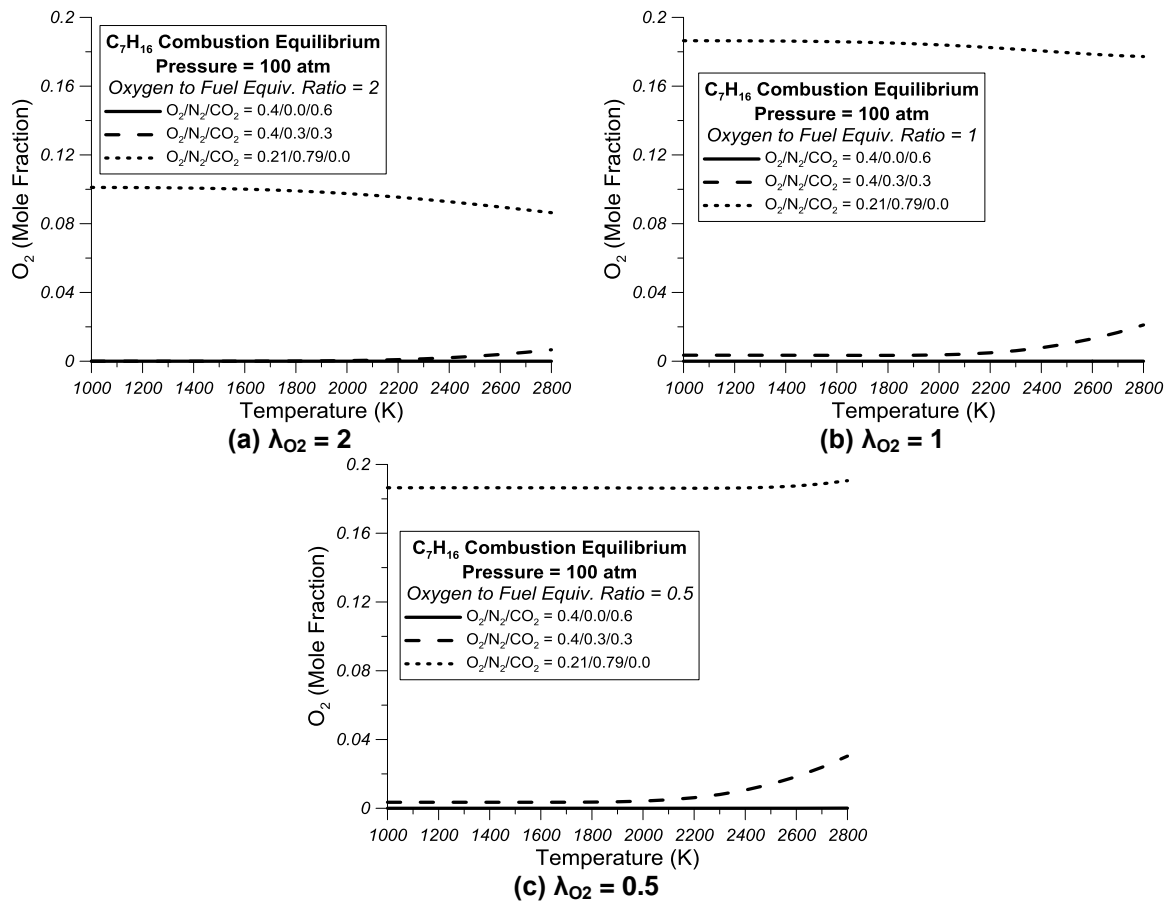 0.2
0.16
0.12
0.08
0.04
0
O2 (Mole Fraction)
C7H16 Combustion Equilibrium
Pressure = 100 atm
Oxygen to Fuel Equiv. Ratio = 2
O2/N2/CO2 = 0.4/0.0/0.6
O2/N2/CO2 = 0.4/0.3/0.3
O2/N2/CO2 = 0.21/0.79/0.0
1000 1200 1400 1600 1800 2000 2200 2400 2600 2800
Temperature (K)
(a) λO2 = 2
0.2
0.16
0.12
0.08
0.04
0
O2 (Mole Fraction)
C7H16 Combustion Equilibrium
Pressure = 100 atm
Oxygen to Fuel Equiv. Ratio = 1
O2/N2/CO2 = 0.4/0.0/0.6
O2/N2/CO2 = 0.4/0.3/0.3
O2/N2/CO2 = 0.21/0.79/0.0
1000 1200 1400 1600 1800 2000 2200 2400 2600 2800
Temperature (K)
(b) λO2 = 1
0.2
0.16
0.12
0.08
0.04
0
O2 (Mole Fraction)
C7H16 Combustion Equilibrium
Pressure = 100 atm
Oxygen to Fuel Equiv. Ratio = 0.5
O2/N2/CO2 = 0.4/0.0/0.6
O2/N2/CO2 = 0.4/0.3/0.3
O2/N2/CO2 = 0.21/0.79/0.0
1000 1200 1400 1600 1800 2000 2200 2400 2600 2800
Temperature (K)
(c) λO2 = 0.5